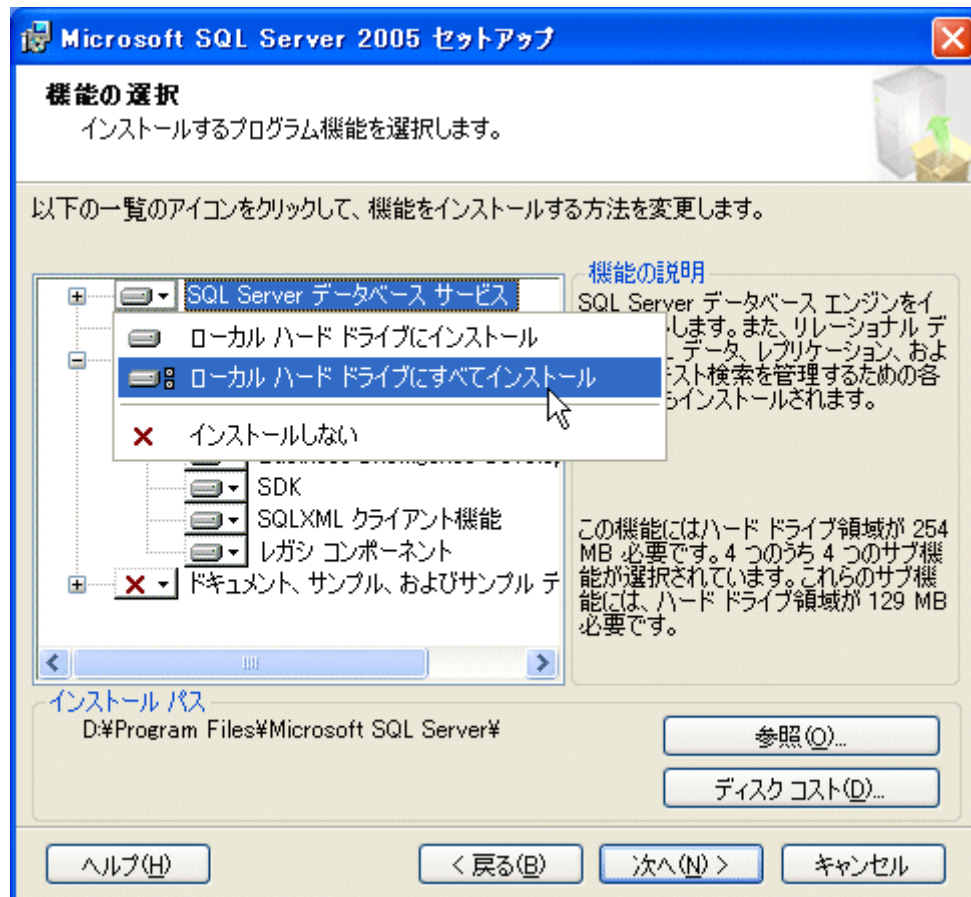 Microsoft SQL Server 2005 セットアップ
機能の選択
インストールするプログラム機能を選択します。
以下の一覧のアイコンをクリックして、機能をインストールする方法を変更します。
SQL Server データベース サービス
ローカル ハード ドライブにインストール
ローカル ハード ドライブにすべてインストール
インストールしない
SDK
SQLXML クライアント機能
レガシ コンポーネント
ドキュメント、サンプル、およびサンプル デ
機能の説明
SQL Server データベース エンジンをイ
します。また、リレーショナル デ
データ、レプリケーション、およ
スト検索を管理するための各
らインストールされます。
この機能にはハード ドライブ領域が 254
MB 必要です。4 つのうち 4 つのサブ機
能が選択されています。これらのサブ機
能には、ハード ドライブ領域が 129 MB
必要です。
インストール パス
D:¥Program Files¥Microsoft SQL Server¥
参照(O)...
ディスク コスト(D)...
ヘルプ(H)
< 戻る(B)
次へ(N) >
キャンセル